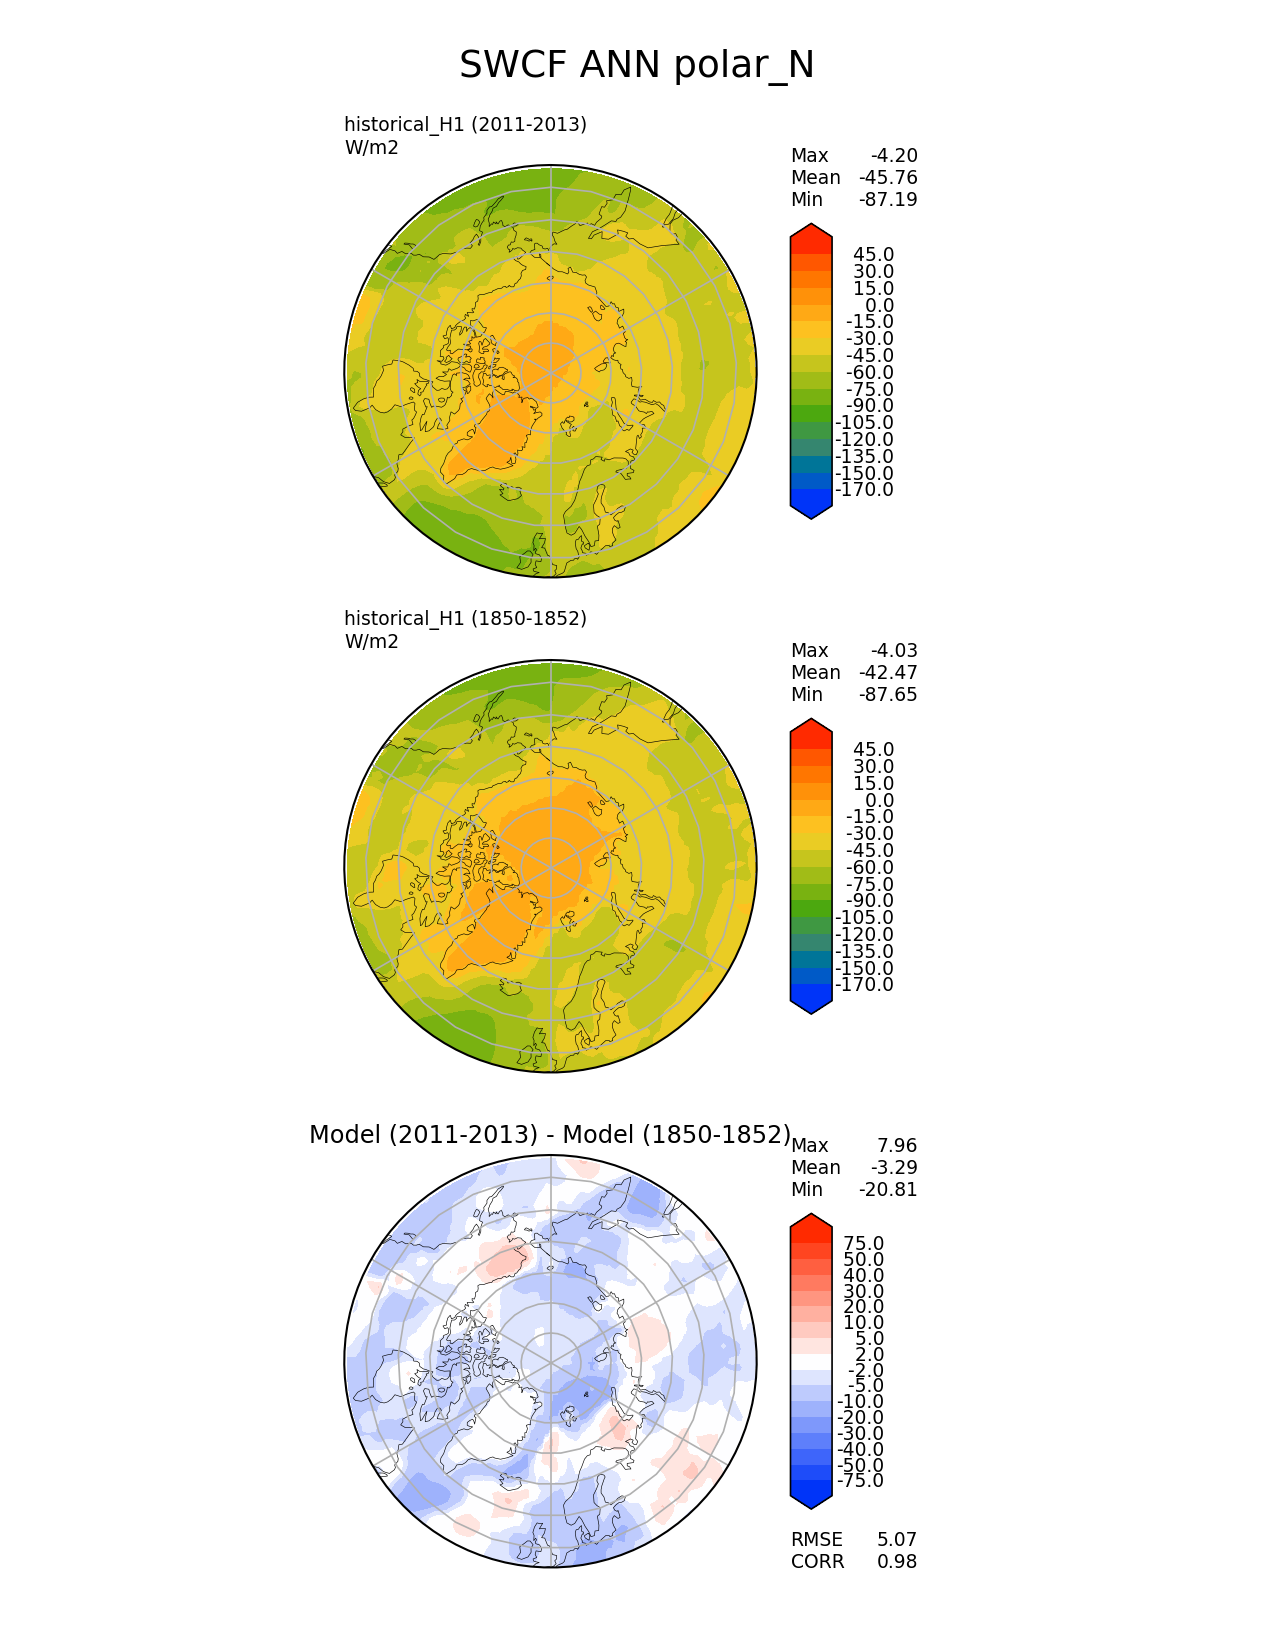 SWCF ANN polar_N
historical_H1 (2011-2013)
W/m2
Max -4.20
Mean -45.76
Min -87.19
45.0
30.0
15.0
0.0
-15.0
-30.0
-45.0
-60.0
-75.0
-90.0
-105.0
-120.0
-135.0
-150.0
-170.0
historical_H1 (1850-1852)
W/m2
Max -4.03
Mean -42.47
Min -87.65
45.0
30.0
15.0
0.0
-15.0
-30.0
-45.0
-60.0
-75.0
-90.0
-105.0
-120.0
-135.0
-150.0
-170.0
Model (2011-2013) - Model (1850-1852)
Max 7.96
Mean -3.29
Min -20.81
75.0
50.0
40.0
30.0
20.0
10.0
5.0
2.0
-2.0
-5.0
-10.0
-20.0
-30.0
-40.0
-50.0
-75.0
RMSE 5.07
CORR 0.98